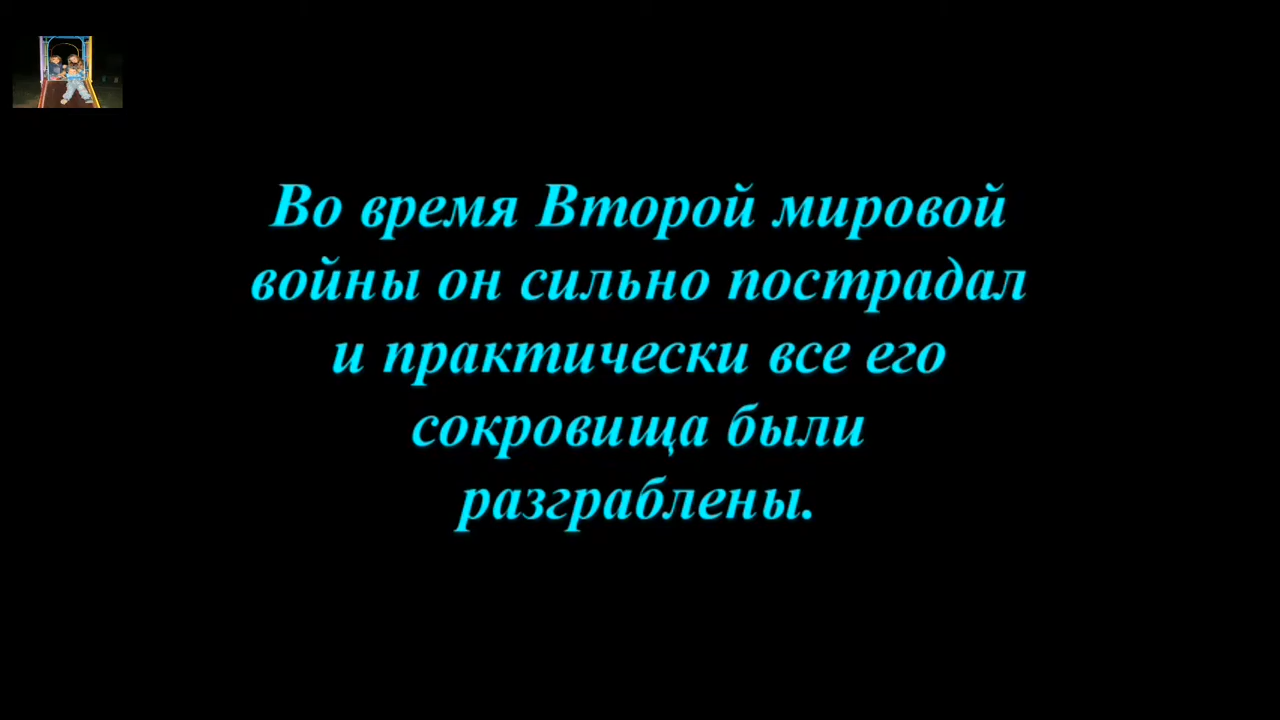 Во время Второй мировой
войны он сильно пострадал
и практически все его
сокровища были
разграблены.